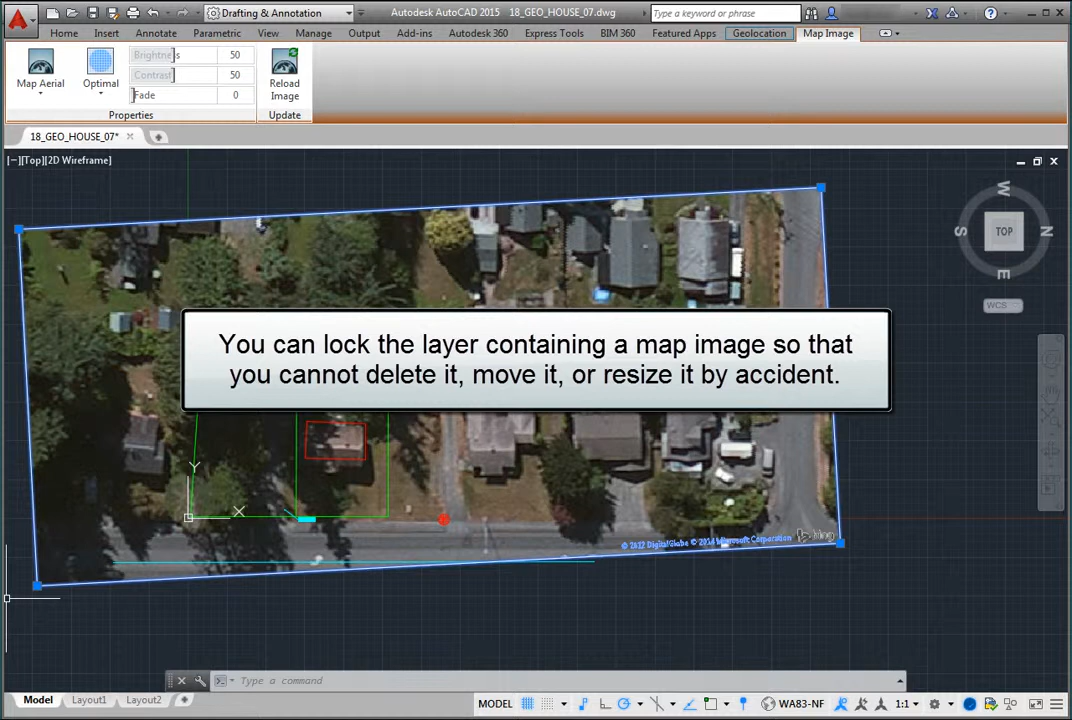 Drafting & Annotation
Autodesk AutoCAD 2015 18_GEO_HOUSE_07.dwg
Type a keyword or phrase
Home Insert Annotate Parametric View Manage Output Add-ins Autodesk 360 Express Tools BIM 360 Featured Apps Geolocation Map Image
Map Aerial
Optimal
Brightness 50
Contrast 50
Fade 0
Reload
Image
Properties
Update
18_GEO_HOUSE_07*
[−][Top][2D Wireframe]
W
S TOP N
E
WCS
You can lock the layer containing a map image so that
you cannot delete it, move it, or resize it by accident.
Y
X
© 2012 DigitalGlobe © 2014 Microsoft Corporation
bing
Type a command
Model Layout1 Layout2
MODEL
WA83-NF
1:1